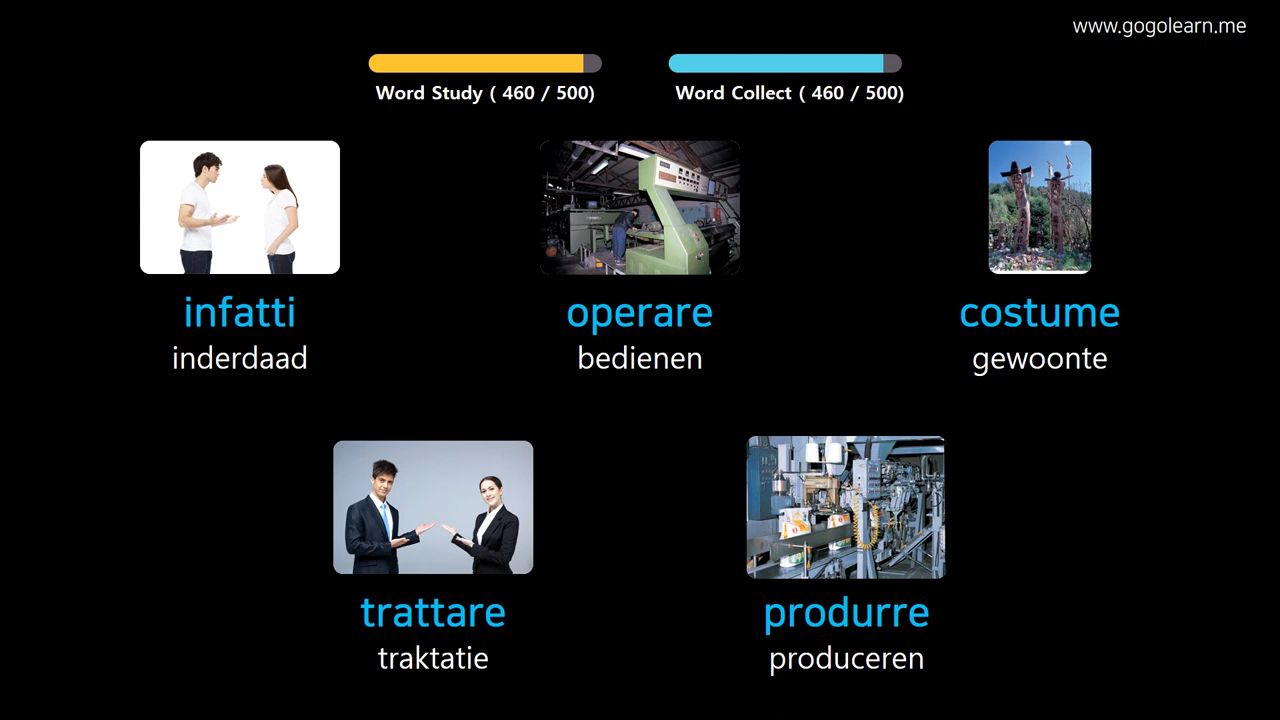 www.gogolearn.me
Word Study ( 460 / 500)
Word Collect ( 460 / 500)
infatti
inderdaad
operare
bedienen
costume
gewoonte
trattare
traktatie
produrre
produceren